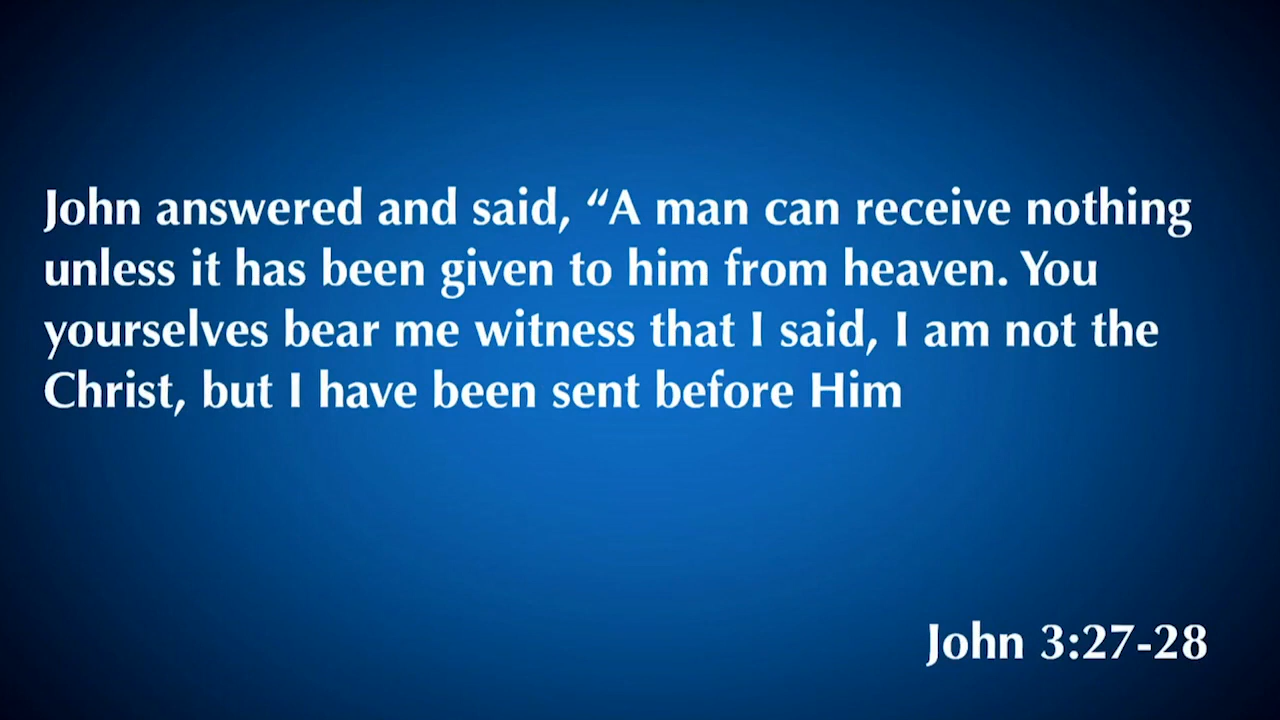 John answered and said, “A man can receive nothing
unless it has been given to him from heaven. You
yourselves bear me witness that I said, I am not the
Christ, but I have been sent before Him
John 3:27-28